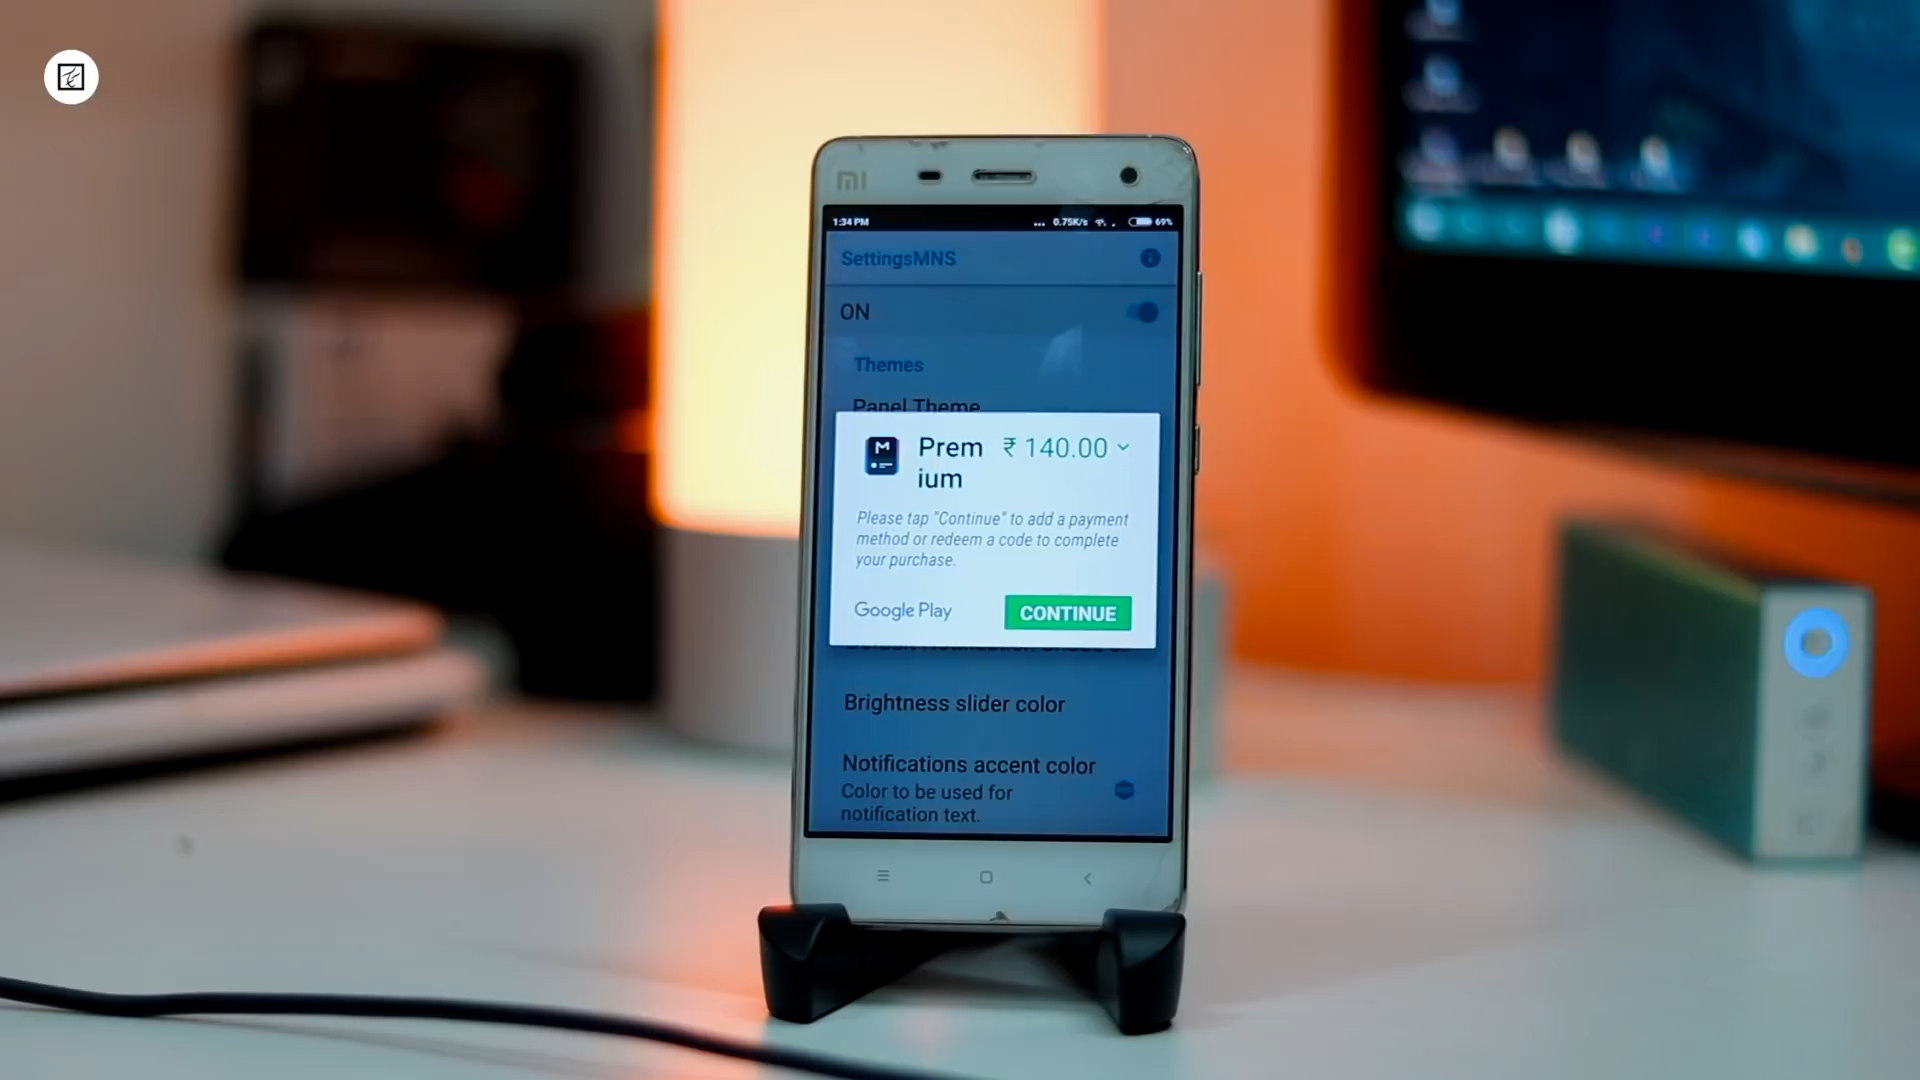 MI
1:34 PM ... 0.75K/s 69%
SettingsMNS
ON
Themes
Panel Theme
M
Prem ₹ 140.00
ium
Please tap "Continue" to add a payment
method or redeem a code to complete
your purchase.
Google Play CONTINUE
Brightness slider color
Notifications accent color
Color to be used for
notification text.